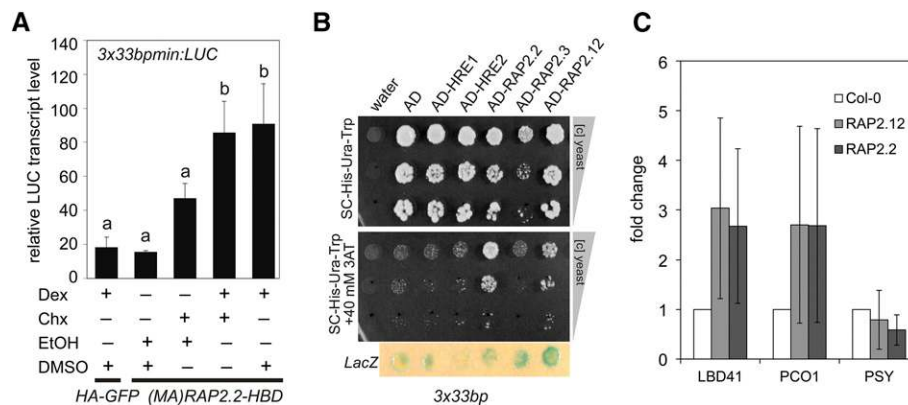 A
3x33bpmin:LUC
relative LUC transcript level
140
120
100
80
60
40
20
0
a
a
a
b
b
Dex + – – + +
Chx – – + + –
EtOH – + + – –
DMSO + + – – +
HA-GFP (MA)RAP2.2-HBD
B
water
AD
AD-HRE1
AD-HRE2
AD-RAP2.2
AD-RAP2.3
AD-RAP2.12
SC-His-Ura-Trp
[c] yeast
SC-His-Ura-Trp
+40 mM 3AT
[c] yeast
LacZ
3x33bp
C
fold change
6
5
4
3
2
1
0
Col-0
RAP2.12
RAP2.2
LBD41 PCO1 PSY